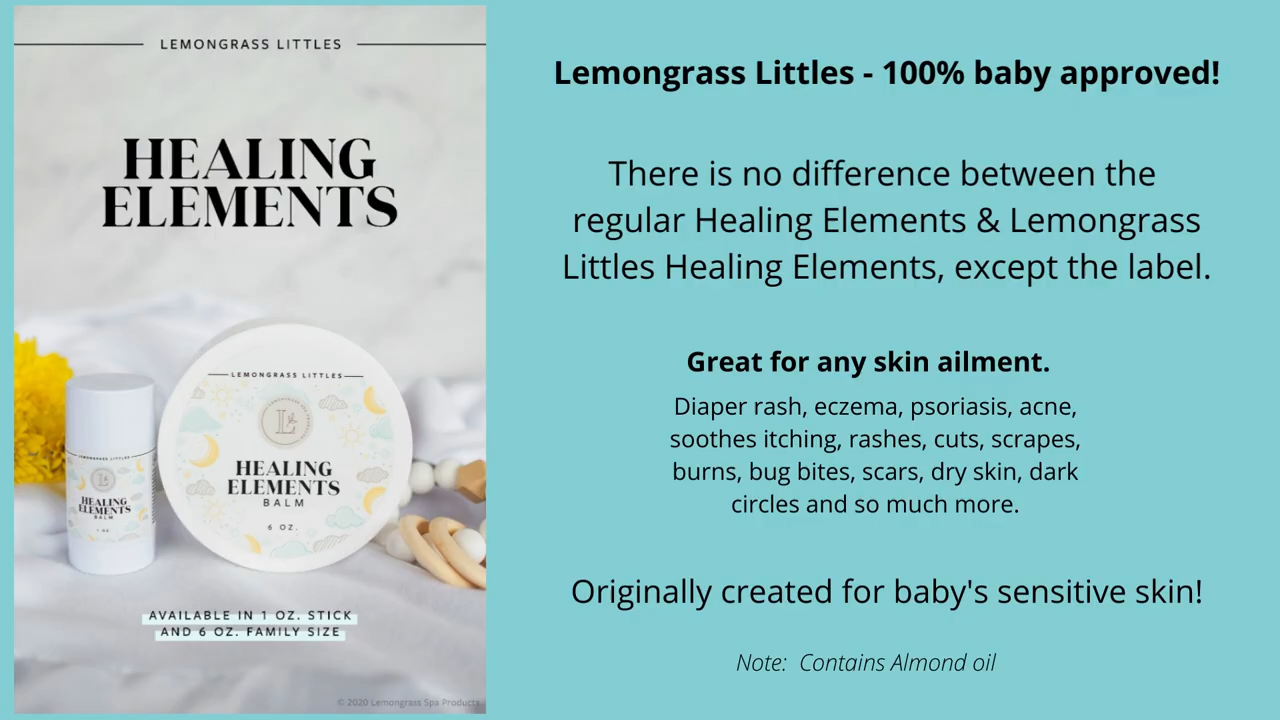 LEMONGRASS LITTLES
HEALING
ELEMENTS
LEMONGRASS LITTLES
L
HEALING
ELEMENTS
BALM
6 OZ.
LEMONGRASS LITTLES
L
HEALING
ELEMENTS
BALM
1 OZ.
AVAILABLE IN 1 OZ. STICK
AND 6 OZ. FAMILY SIZE
© 2020 Lemongrass Spa Products
Lemongrass Littles - 100% baby approved!
There is no difference between the
regular Healing Elements & Lemongrass
Littles Healing Elements, except the label.
Great for any skin ailment.
Diaper rash, eczema, psoriasis, acne,
soothes itching, rashes, cuts, scrapes,
burns, bug bites, scars, dry skin, dark
circles and so much more.
Originally created for baby's sensitive skin!
Note:  Contains Almond oil